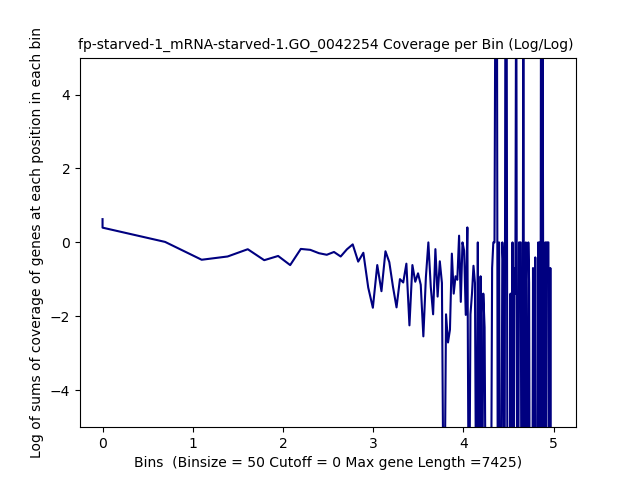 fp-starved-1_mRNA-starved-1.GO_0042254 Coverage per Bin (Log/Log)
Log of sums of coverage of genes at each position in each bin
4
2
0
−2
−4
0 1 2 3 4 5
Bins  (Binsize = 50 Cutoff = 0 Max gene Length =7425)